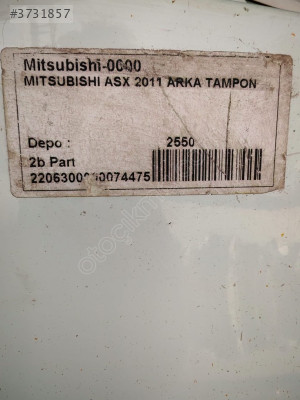 #3731857
Mitsubishi-0000
MITSUBISHI ASX 2011 ARKA TAMPON
Depo : 2550
2b Part